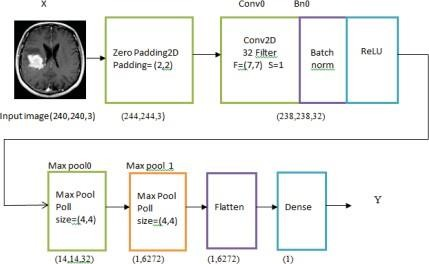 X
Conv0 Bn0
Zero Padding2D
Padding= (2,2)
Conv2D
32 Filter
F=(7,7) S=1
Batch
norm
ReLU
Input image(240,240,3)
(244,244,3)
(238,238,32)
Max pool0
Max pool_1
Max Pool
Poll
size=(4,4)
Max Pool
Poll
size=(4,4)
Flatten
Dense
Y
(14,14,32)
(1,6272)
(1,6272)
(1)